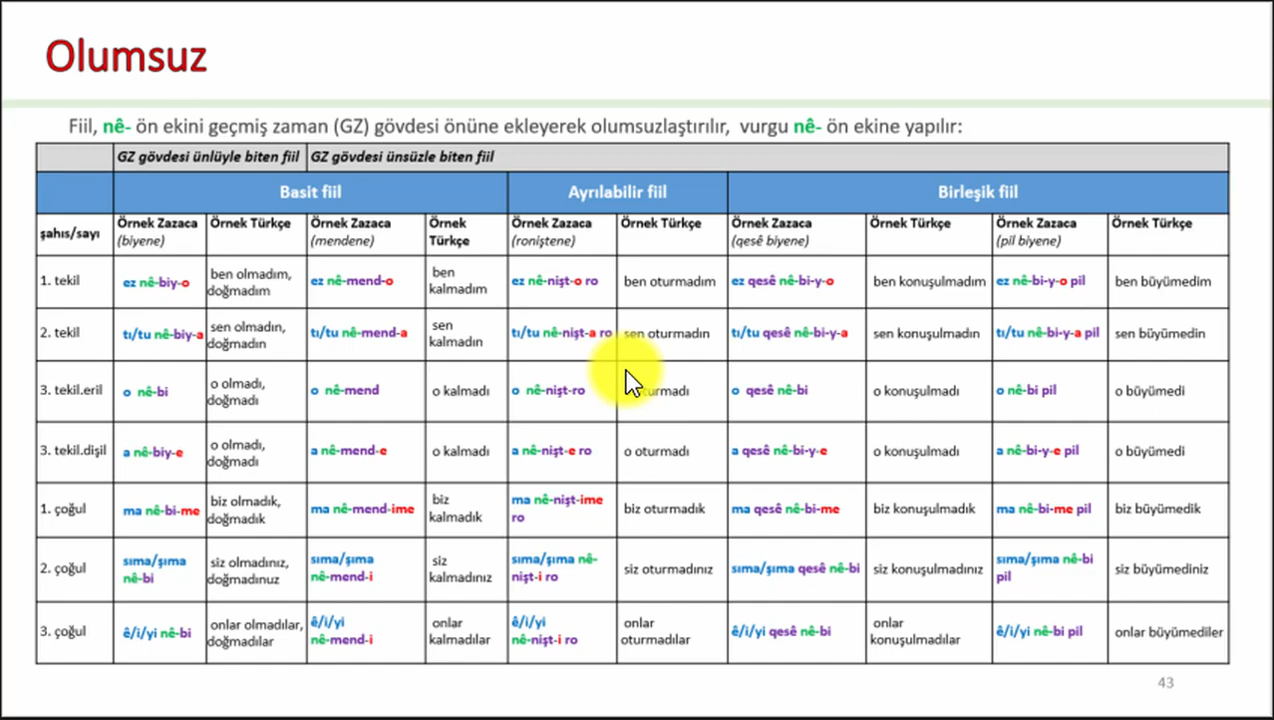 Olumsuz
Fiil, nê- ön ekini geçmiş zaman (GZ) gövdesi önüne ekleyerek olumsuzlaştırılır, vurgu nê- ön ekine yapılır:
GZ gövdesi ünlüyle biten fiil GZ gövdesi ünsüzle biten fiil
Basit fiil Ayrılabilir fiil Birleşik fiil
şahıs/sayı Örnek Zazaca (biyene) Örnek Türkçe Örnek Zazaca (mendene) Örnek Türkçe Örnek Zazaca (roniştene) Örnek Türkçe Örnek Zazaca (qesê biyene) Örnek Türkçe Örnek Zazaca (pil biyene) Örnek Türkçe
1. tekil ez nê-biy-o ben olmadım, doğmadım ez nê-mend-o ben kalmadım ez nê-nişt-o ro ben oturmadım ez qesê nê-bi-y-o ben konuşulmadım ez nê-bi-y-o pil ben büyümedim
2. tekil tı/tu nê-biy-a sen olmadın, doğmadın tı/tu nê-mend-a sen kalmadın tı/tu nê-nişt-a ro sen oturmadın tı/tu qesê nê-bi-y-a sen konuşulmadın tı/tu nê-bi-y-a pil sen büyümedin
3. tekil.eril o nê-bi o olmadı, doğmadı o nê-mend o kalmadı o nê-nişt-ro turmadı o qesê nê-bi o konuşulmadı o nê-bi pil o büyümedi
3. tekil.dişil a nê-biy-e o olmadı, doğmadı a nê-mend-e o kalmadı a nê-nişt-e ro o oturmadı a qesê nê-bi-y-e o konuşulmadı a nê-bi-y-e pil o büyümedi
1. çoğul ma nê-bi-me biz olmadık, doğmadık ma nê-mend-ime biz kalmadık ma nê-nişt-ime ro biz oturmadık ma qesê nê-bi-me biz konuşulmadık ma nê-bi-me pil biz büyümedik
2. çoğul sıma/şıma nê-bi siz olmadınız, doğmadınuz sıma/şıma nê-mend-i siz kalmadınız sıma/şıma nê-nişt-i ro siz oturmadınız sıma/şıma qesê nê-bi siz konuşulmadınız sıma/şıma nê-bi pil siz büyümediniz
3. çoğul ê/i/yi nê-bi onlar olmadılar, doğmadılar ê/i/yi nê-mend-i onlar kalmadılar ê/i/yi nê-nişt-i ro onlar oturmadılar ê/i/yi qesê nê-bi onlar konuşulmadılar ê/i/yi nê-bi pil onlar büyümediler
43